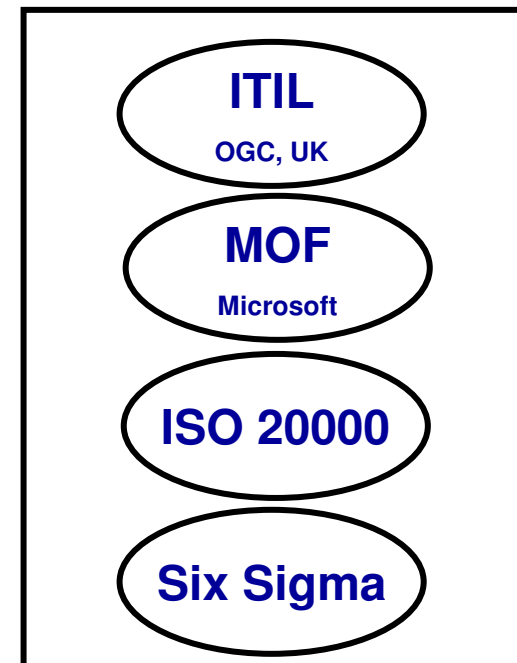 ITIL
OGC, UK
MOF
Microsoft
ISO 20000
Six Sigma